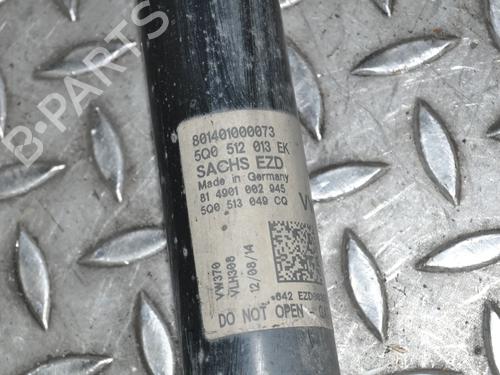 B-PARTS
801401000073
5Q0 512 013 EK
SACHS EZD
Made in Germany
81 4901 002 945
5Q0 513 049 CQ
VW370
VLH308
12/08/14
DO NOT OPEN -